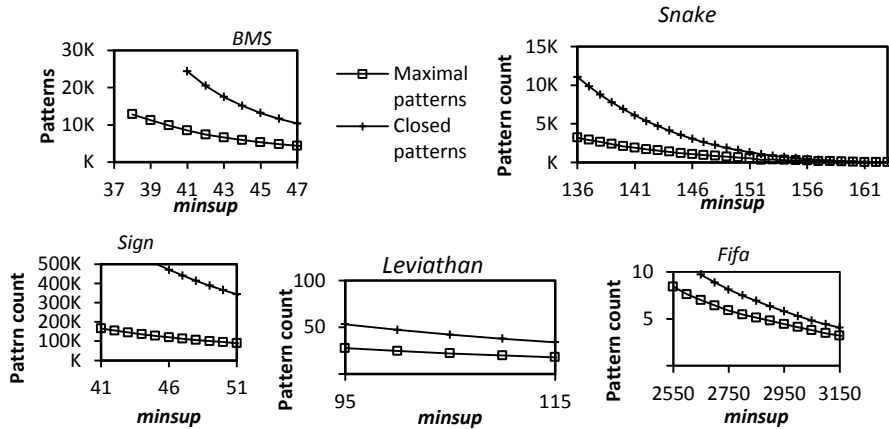 BMS
30K
20K
10K
K
Patterns
37 39 41 43 45 47
minsup
Maximal
patterns
Closed
patterns
Snake
15K
10K
5K
K
Pattern count
136 141 146 151 156 161
minsup
Sign
500K
400K
300K
200K
100K
K
Pattrn count
41 46 51
minsup
Leviathan
100
50
Pattern count
95 115
minsup
Fifa
10
5
Pattern count
2550 2750 2950 3150
minsup